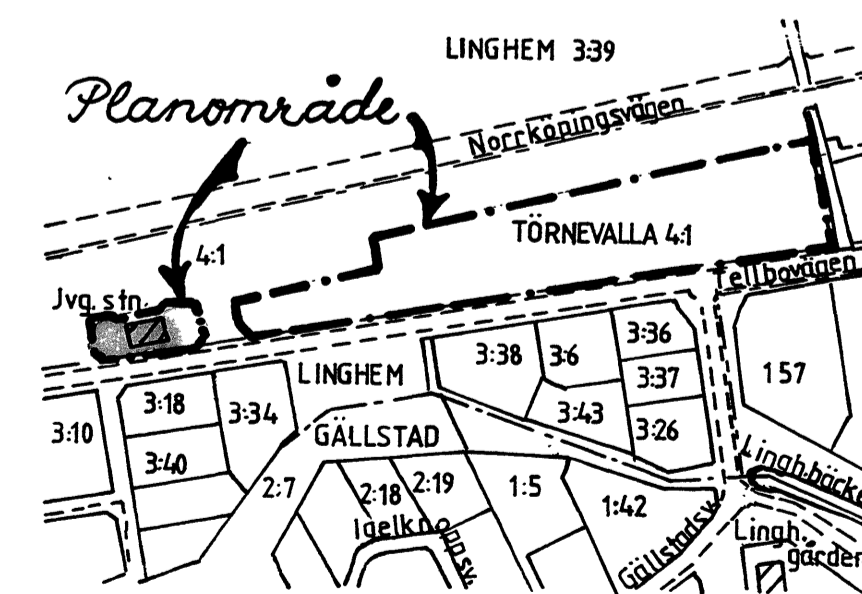 LINGHEM 3:39
Planområde
Norrköpingsvägen
TÖRNEVALLA 4:1
4:1
Tellbovägen
Jvg. stn.
3:36
3:38
3:6
LINGHEM
3:37
157
3:18
3:34
3:43
3:10
GÄLLSTAD
3:26
3:40
Linghbäcke
2:7
2:18
2:19
1:5
1:42
Igelknoppsv.
Gällstadsv.
Lingh.
gården